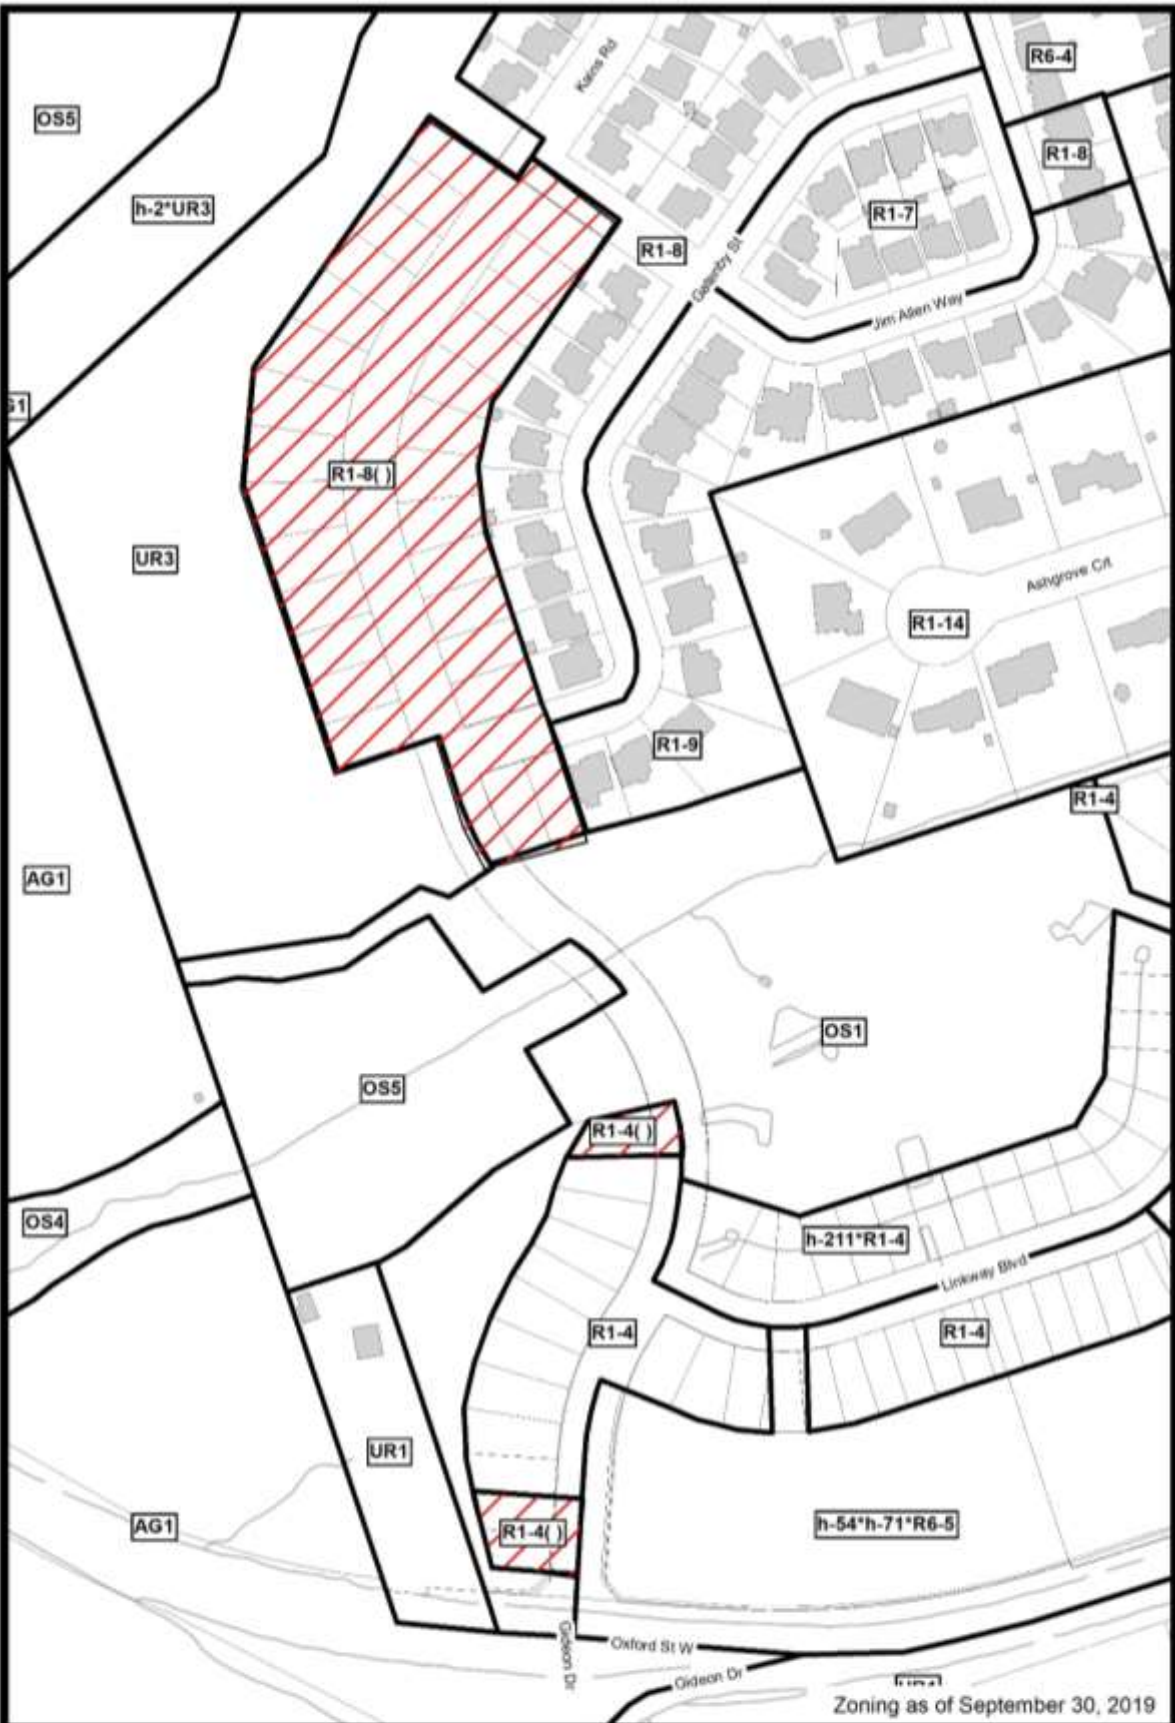 Kains Rd
R6-4
OS5
R1-8
h-2*UR3
R1-7
R1-8
Gatenby St
Jim Allen Way
R1-8( )
UR3
Ashgrove Crt
R1-14
R1-9
R1-4
AG1
OS1
OS5
R1-4( )
OS4
h-211*R1-4
Linkway Blvd
R1-4
R1-4
UR1
AG1
R1-4( )
h-54*h-71*R6-5
Gideon Dr
Oxford St W
Gideon Dr
Zoning as of September 30, 2019